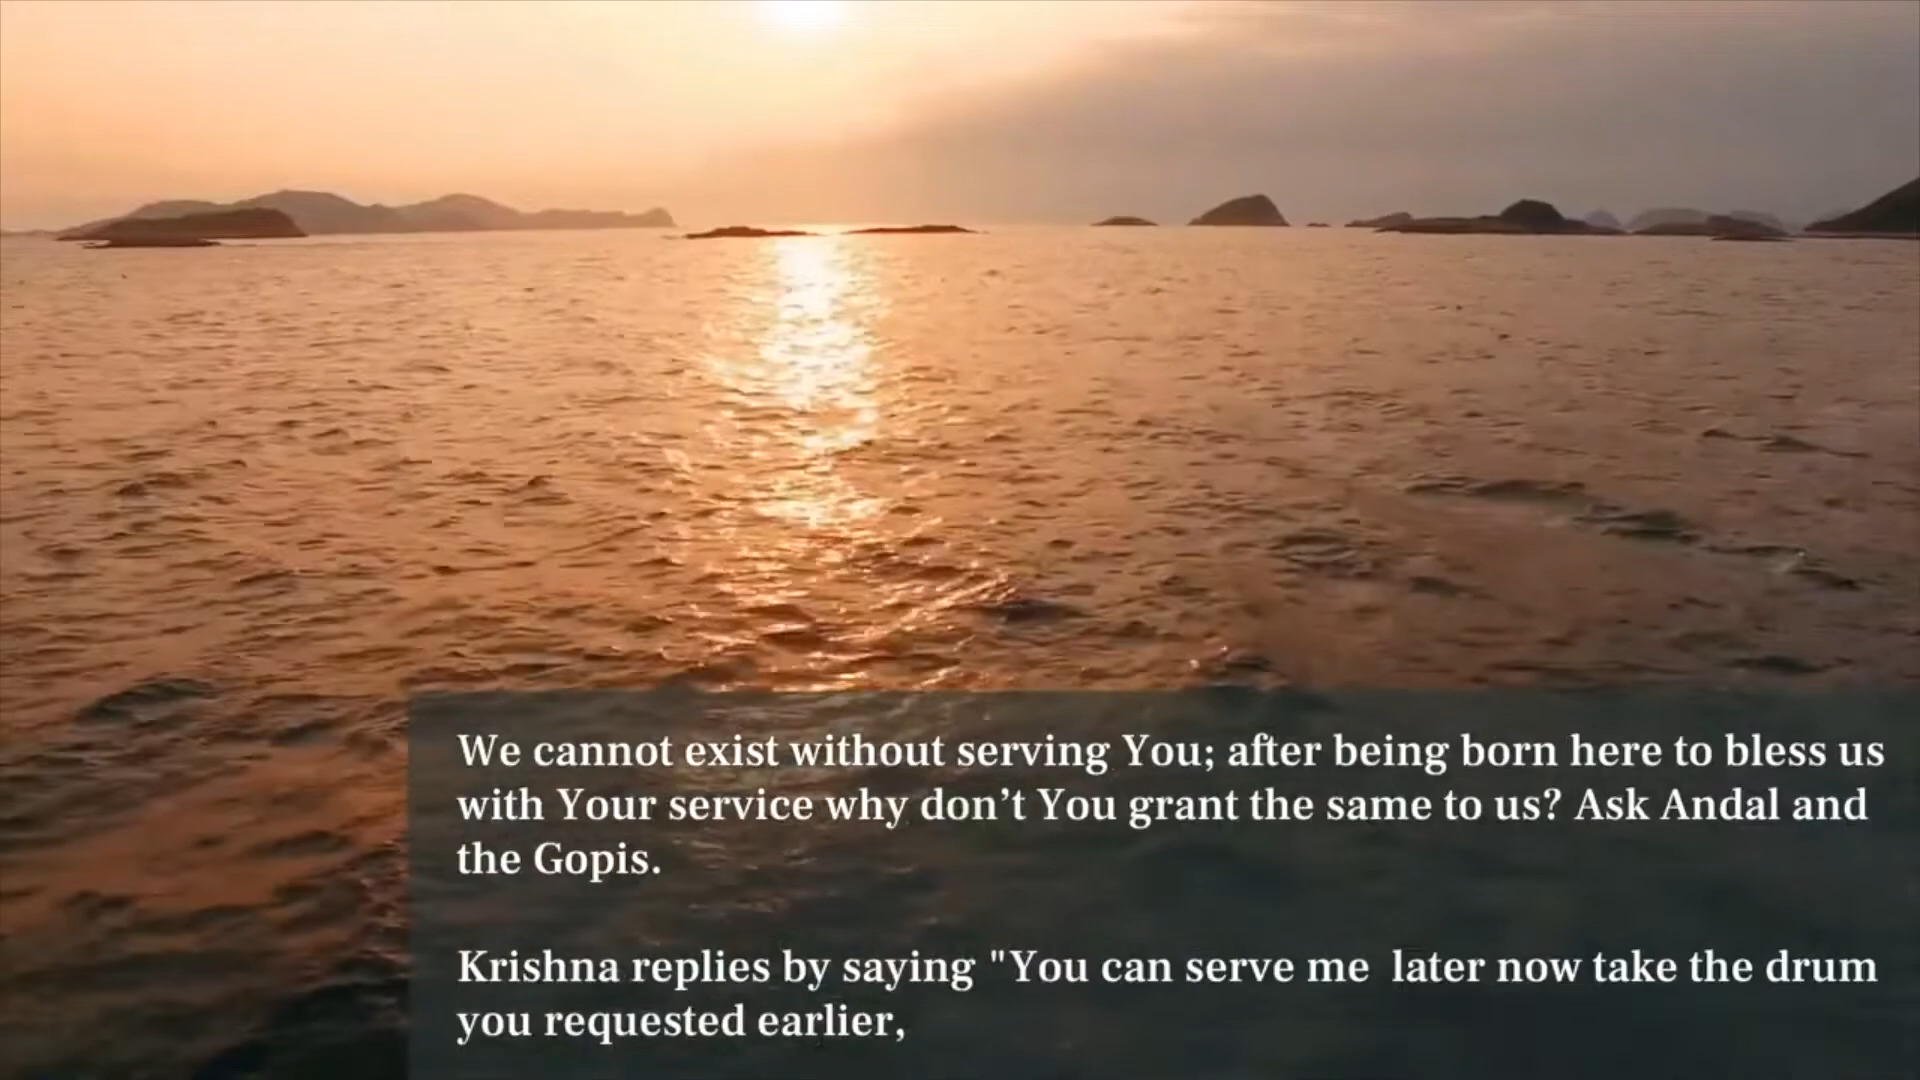 We cannot exist without serving You; after being born here to bless us
with Your service why don’t You grant the same to us? Ask Andal and
the Gopis.
Krishna replies by saying "You can serve me  later now take the drum
you requested earlier,